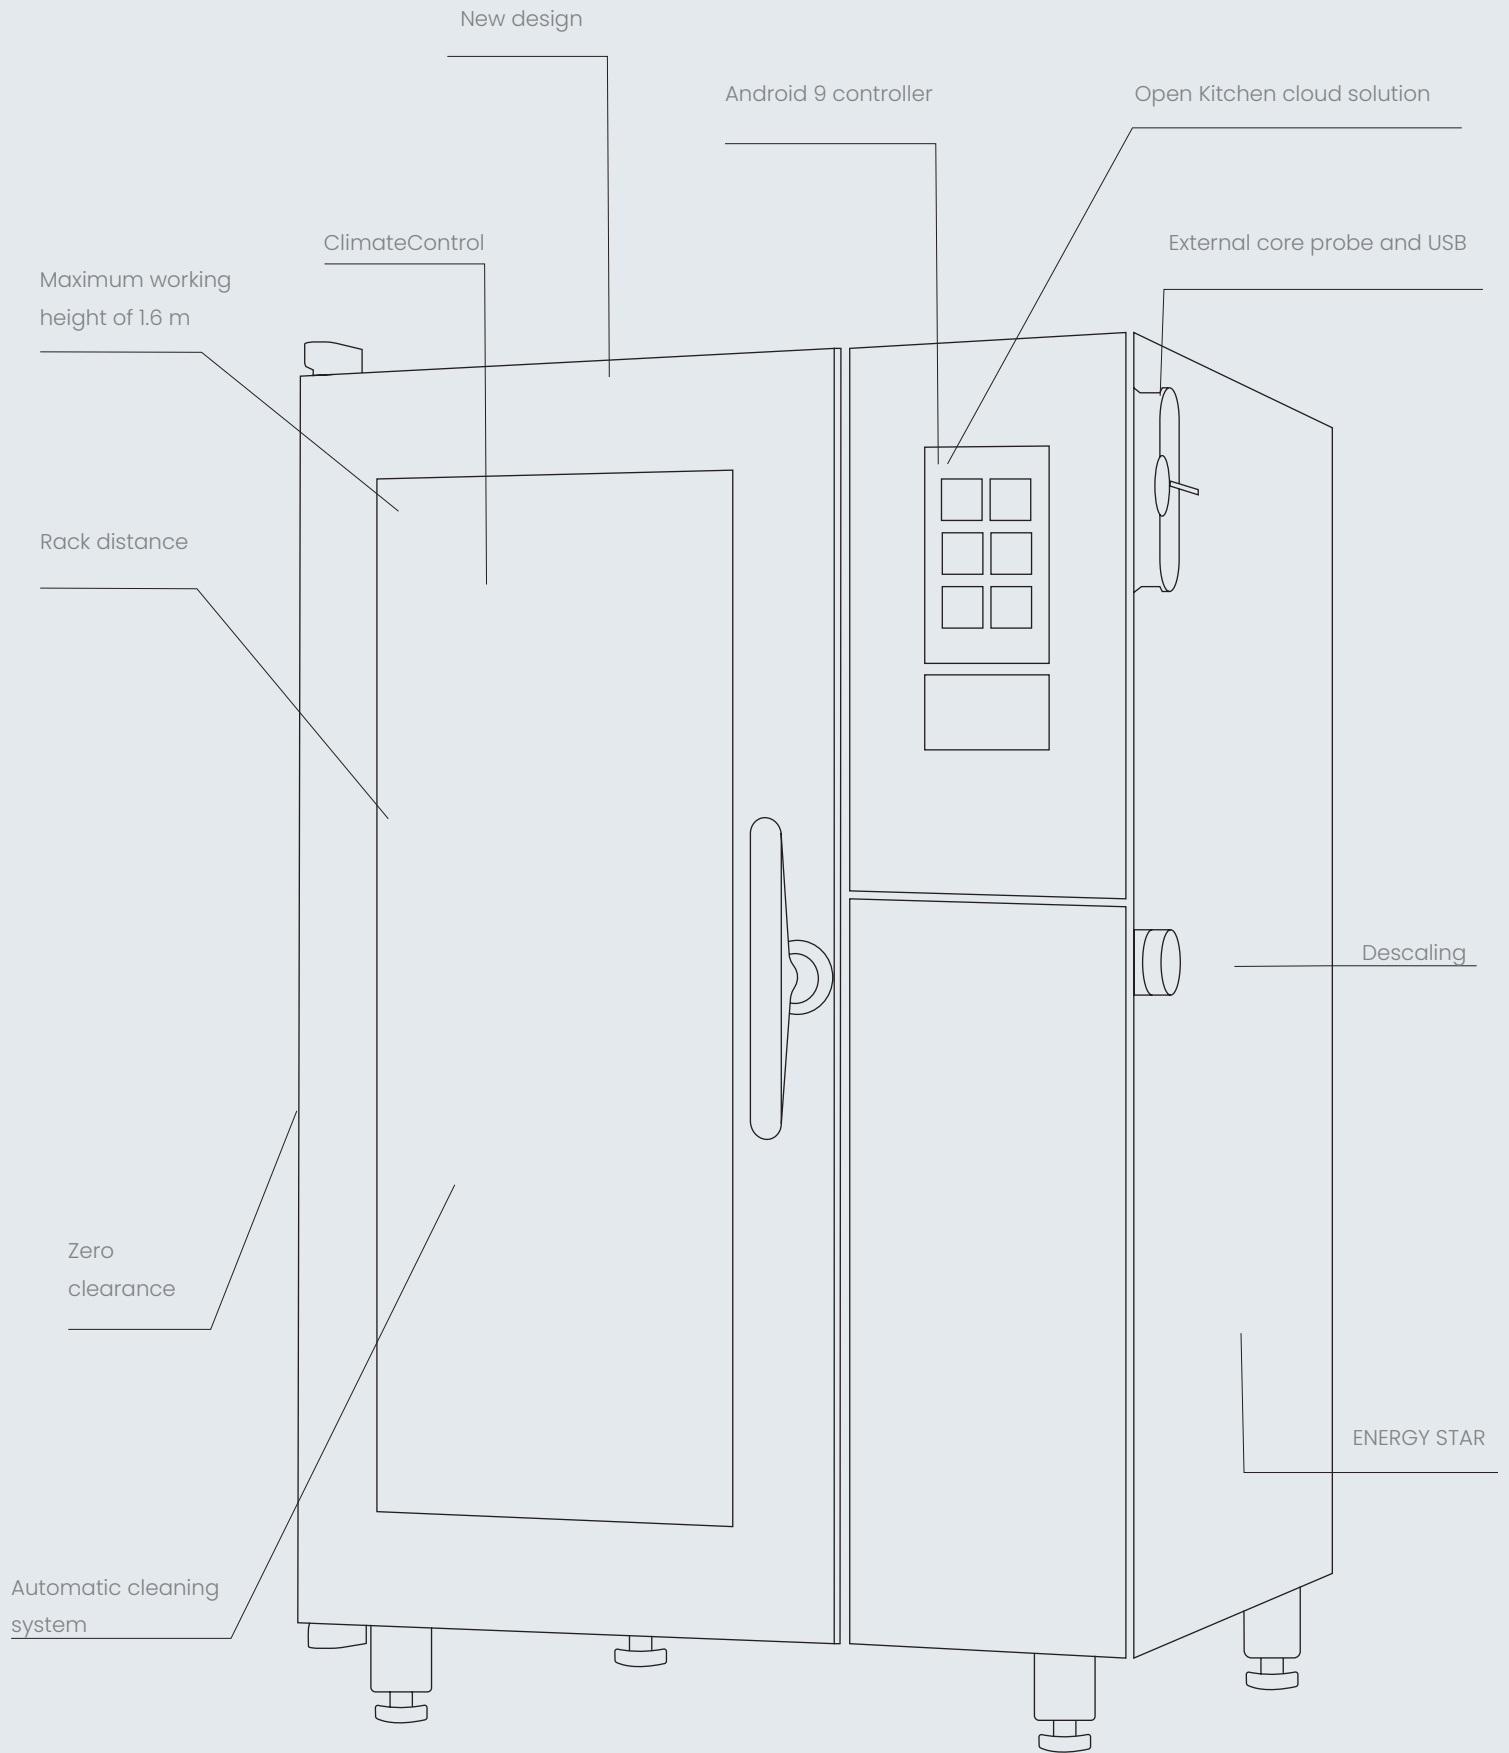 New design
Android 9 controller
Open Kitchen cloud solution
ClimateControl
External core probe and USB
Maximum working
height of 1.6 m
Rack distance
Descaling
Zero
clearance
ENERGY STAR
Automatic cleaning
system